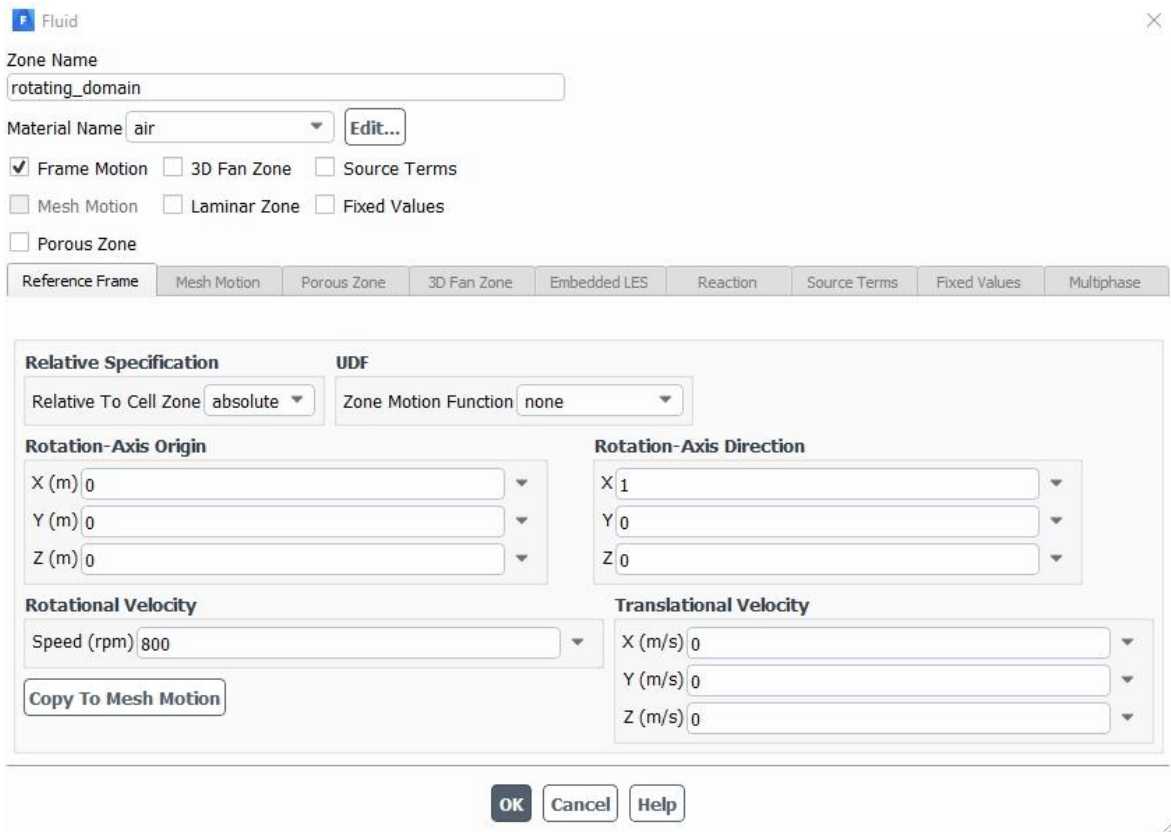 F Fluid
Zone Name
rotating_domain
Material Name air Edit...
Frame Motion 3D Fan Zone Source Terms
Mesh Motion Laminar Zone Fixed Values
Porous Zone
Reference Frame Mesh Motion Porous Zone 3D Fan Zone Embedded LES Reaction Source Terms Fixed Values Multiphase
Relative Specification UDF
Relative To Cell Zone absolute Zone Motion Function none
Rotation-Axis Origin Rotation-Axis Direction
X (m) 0 X 1
Y (m) 0 Y 0
Z (m) 0 Z 0
Rotational Velocity Translational Velocity
Speed (rpm) 800 X (m/s) 0
Copy To Mesh Motion Y (m/s) 0
Z (m/s) 0
OK Cancel Help